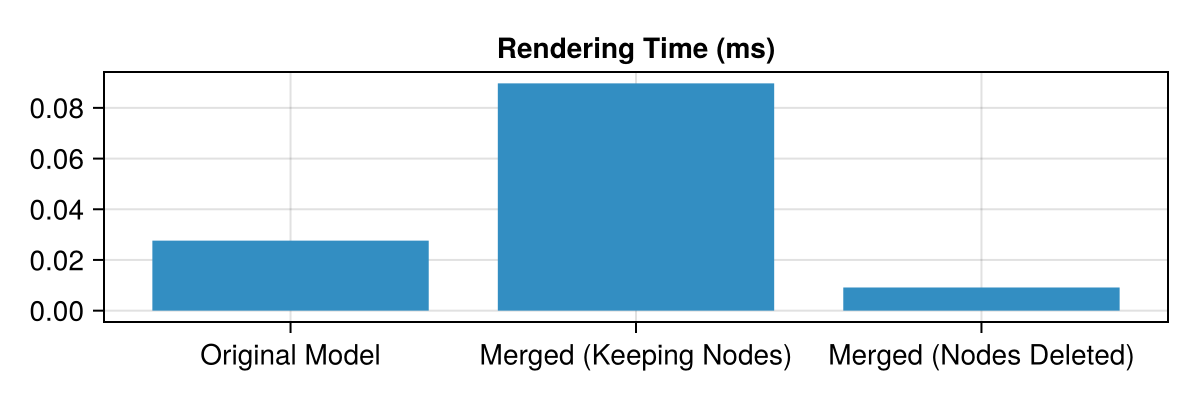 Rendering Time (ms)
0.08
0.06
0.04
0.02
0.00
Original Model
Merged (Keeping Nodes)
Merged (Nodes Deleted)